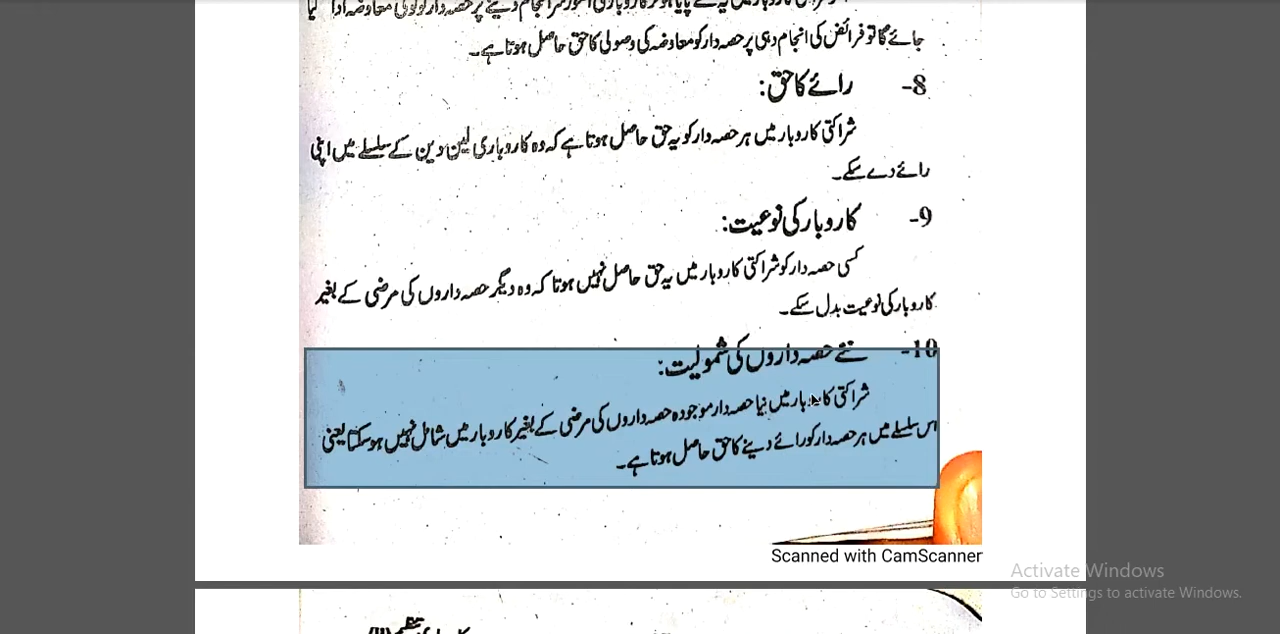 جائے گا تو فرائض کی انجام دہی پر حصہ دار کو معاوضہ کی وصولی کا حق حاصل ہوتا ہے۔
8- رائے کا حق:
شراکتی کاروبار میں ہر حصہ دار کو یہ حق حاصل ہوتا ہے کہ وہ کاروباری لین دین کے سلسلے میں اپنی
رائے دے سکے۔
9- کاروبار کی نوعیت:
کسی حصہ دار کو شراکتی کاروبار میں یہ حق حاصل نہیں ہوتا کہ وہ دیگر حصہ داروں کی مرضی کے بغیر
کاروبار کی نوعیت بدل سکے۔
10- نئے حصہ داروں کی شمولیت:
شراکتی کاروبار میں نیا حصہ دار موجودہ حصہ داروں کی مرضی کے بغیر کاروبار میں شامل نہیں ہو سکتا یعنی
اس سلسلے میں ہر حصہ دار کو رائے دینے کا حق حاصل ہوتا ہے۔
Scanned with CamScanner
Activate Windows
Go to Settings to activate Windows.